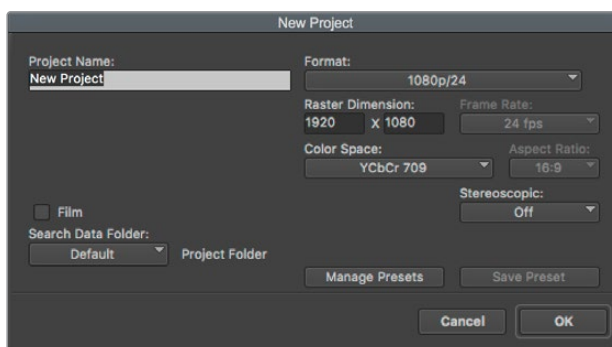 New Project
Project Name:
New Project
Format:
1080p/24
Raster Dimension:
Frame Rate:
1920 x 1080
24 fps
Color Space:
Aspect Ratio:
YCbCr 709
16:9
Stereoscopic:
Film
Off
Search Data Folder:
Default
Project Folder
Manage Presets
Save Preset
Cancel
OK